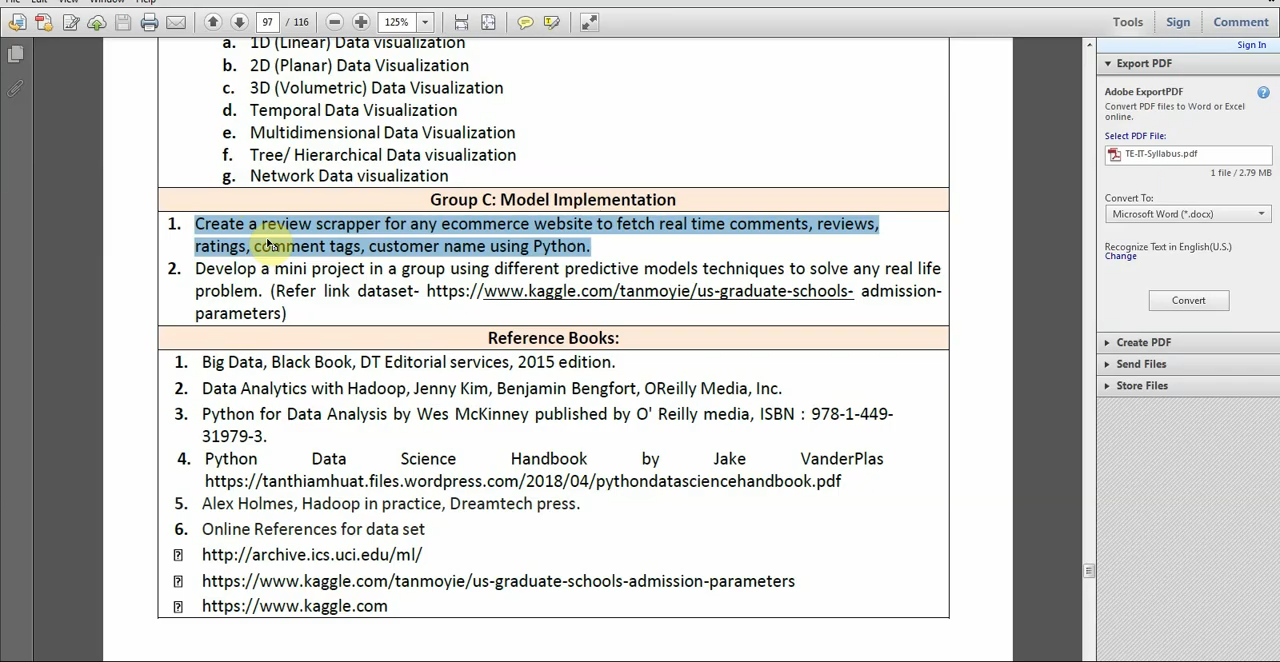 97 / 116
125%
Tools
Sign
Comment
Sign In
a. 1D (Linear) Data visualization
b. 2D (Planar) Data Visualization
c. 3D (Volumetric) Data Visualization
d. Temporal Data Visualization
e. Multidimensional Data Visualization
f. Tree/ Hierarchical Data visualization
g. Network Data visualization
Group C: Model Implementation
1. Create a review scrapper for any ecommerce website to fetch real time comments, reviews,
ratings, comment tags, customer name using Python.
2. Develop a mini project in a group using different predictive models techniques to solve any real life
problem. (Refer link dataset- https://www.kaggle.com/tanmoyie/us-graduate-schools- admission-
parameters)
Reference Books:
1. Big Data, Black Book, DT Editorial services, 2015 edition.
2. Data Analytics with Hadoop, Jenny Kim, Benjamin Bengfort, OReilly Media, Inc.
3. Python for Data Analysis by Wes McKinney published by O' Reilly media, ISBN : 978-1-449-
31979-3.
4. Python Data Science Handbook by Jake VanderPlas
https://tanthiamhuat.files.wordpress.com/2018/04/pythondatasciencehandbook.pdf
5. Alex Holmes, Hadoop in practice, Dreamtech press.
6. Online References for data set
http://archive.ics.uci.edu/ml/
https://www.kaggle.com/tanmoyie/us-graduate-schools-admission-parameters
https://www.kaggle.com
Export PDF
Adobe ExportPDF
Convert PDF files to Word or Excel
online.
Select PDF File:
TE-IT-Syllabus.pdf
1 file / 2.79 MB
Convert To:
Microsoft Word (*.docx)
Recognize Text in English(U.S.)
Change
Convert
Create PDF
Send Files
Store Files